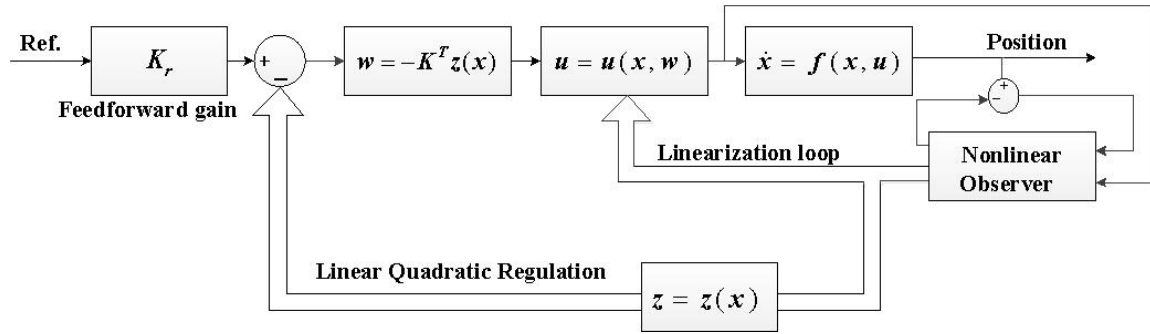 Ref.
K_r
Feedforward gain
+
−
w = −K^T z(x)
u = u(x, w)
ẋ = f(x, u)
Position
+
−
Linearization loop
Nonlinear
Observer
Linear Quadratic Regulation
z = z(x)